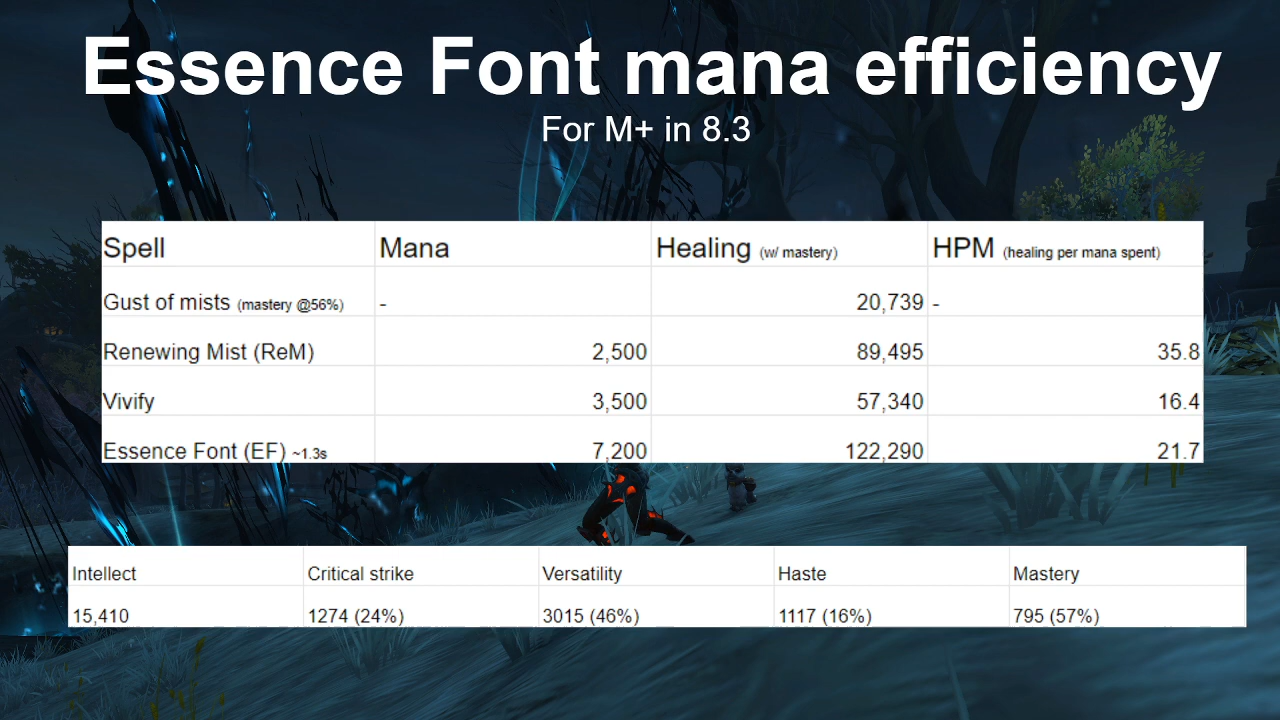 Essence Font mana efficiency
For M+ in 8.3
Spell Mana Healing (w/ mastery) HPM (healing per mana spent)
Gust of mists (mastery @56%) - 20,739 -
Renewing Mist (ReM) 2,500 89,495 35.8
Vivify 3,500 57,340 16.4
Essence Font (EF) ~1.3s 7,200 122,290 21.7
Intellect Critical strike Versatility Haste Mastery
15,410 1274 (24%) 3015 (46%) 1117 (16%) 795 (57%)